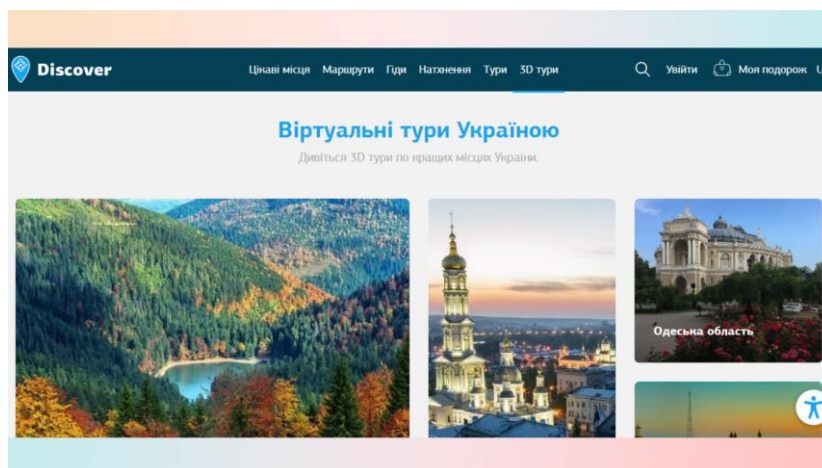 Discover
Цікаві місця Маршрути Гіди Натхнення Тури 3D тури Увійти Моя подорож
Віртуальні тури Україною
Дивіться 3D тури по кращих місцях України.
Одеська область